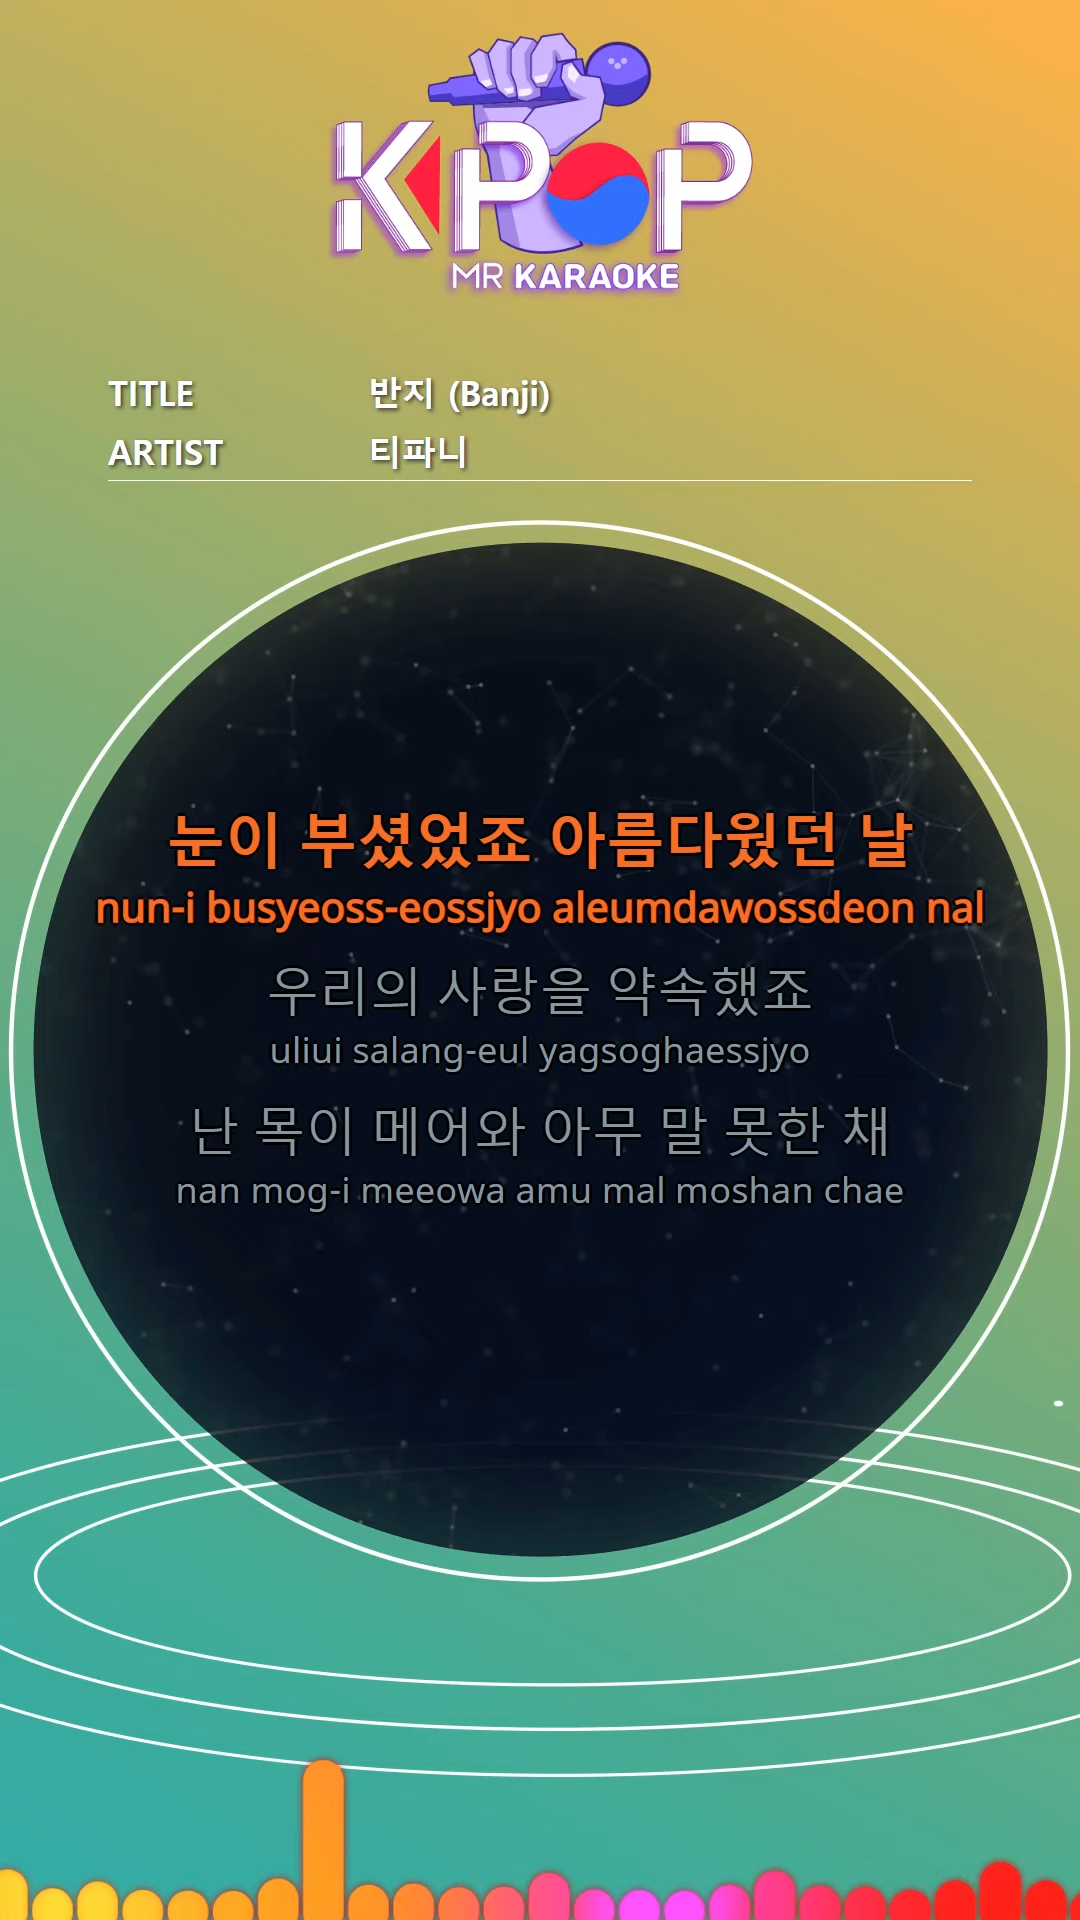 KPOP
MR KARAOKE
TITLE 반지 (Banji)
ARTIST 티파니
눈이 부셨었죠 아름다웠던 날
nun-i busyeoss-eossjyo aleumdawossdeon nal
우리의 사랑을 약속했죠
uliui salang-eul yagsoghaessjyo
난 목이 메어와 아무 말 못한 채
nan mog-i meeowa amu mal moshan chae